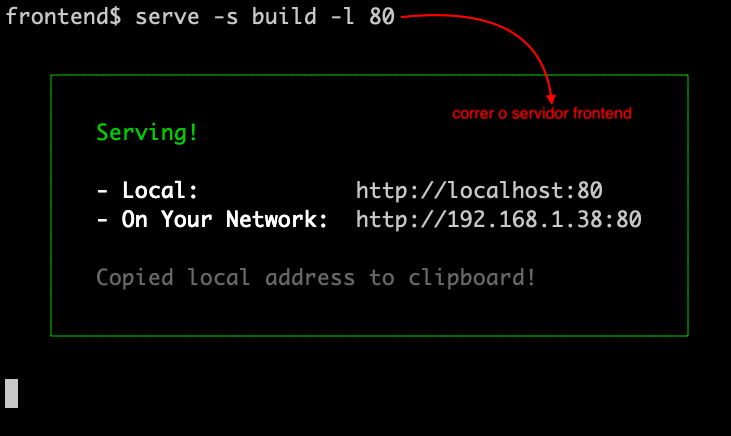 frontend$ serve -s build -l 80
correr o servidor frontend
Serving!
- Local: http://localhost:80
- On Your Network: http://192.168.1.38:80
Copied local address to clipboard!